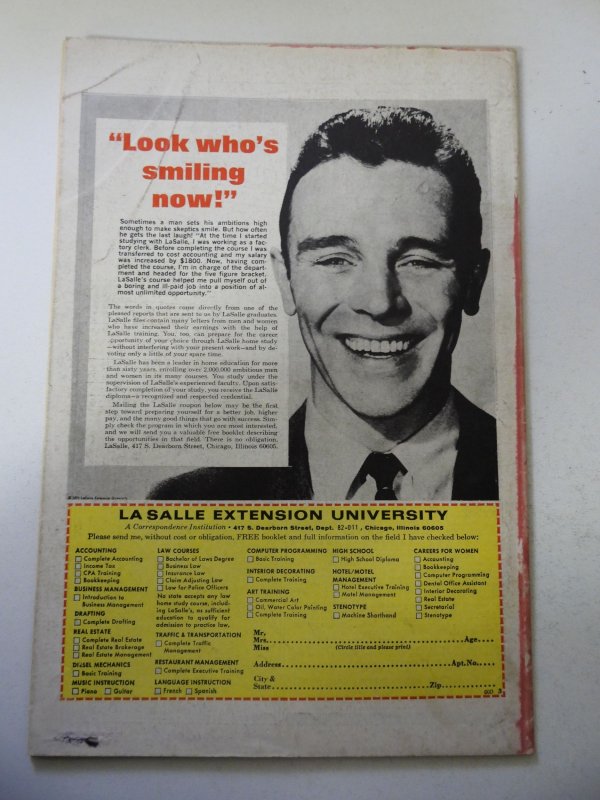 “Look who’s
smiling
now!”
Sometimes a man sets his ambitions high
enough to make skeptics smile. But how often
he gets the last laugh! “At the time I started
studying with LaSalle, I was working as a fac-
tory clerk. Before completing the course I was
transferred to cost accounting and my salary
was increased by $1800. Now, having com-
pleted the course, I'm in charge of the depart-
ment and headed for the five figure bracket.
LaSalle's course helped me pull myself out of
a boring and ill-paid job into a position of al-
most unlimited opportunity.”
The words in quotes come directly from one of the
pleased reports that are sent to us by LaSalle graduates.
LaSalle files contain many letters from men and women
who have increased their earnings with the help of
LaSalle training. You, too, can prepare for the career
opportunity of your choice through LaSalle home study
—without interfering with your present work—and by de-
voting only a little of your spare time.
LaSalle has been a leader in home education for more
than sixty years, enrolling over 2,000,000 ambitious men
and women in its many courses. You study under the
supervision of LaSalle's experienced faculty. Upon satis-
factory completion of your study, you receive the LaSalle
diploma—a recognized and respected credential.
Mailing the LaSalle coupon below may be the first
step toward preparing yourself for a better job, higher
pay, and the many good things that go with success. Sim-
ply check the program in which you are most interested,
and we will send you a valuable free booklet describing
the opportunities in that field. There is no obligation.
LaSalle, 417 S. Dearborn Street, Chicago, Illinois 60605.
LA SALLE EXTENSION UNIVERSITY
A Correspondence Institution • 417 S. Dearborn Street, Dept. 82-011, Chicago, Illinois 60605
Please send me, without cost or obligation, FREE booklet and full information on the field I have checked below:
ACCOUNTING
Complete Accounting
Income Tax
CPA Training
Bookkeeping
BUSINESS MANAGEMENT
Introduction to
Business Management
DRAFTING
Complete Drafting
REAL ESTATE
Complete Real Estate
Real Estate Brokerage
Real Estate Management
DIESEL MECHANICS
Basic Training
MUSIC INSTRUCTION
Piano Guitar
LAW COURSES
Bachelor of Laws Degree
Business Law
Insurance Law
Claim Adjusting Law
Law for Police Officers
No state accepts any law
home study course, includ-
ing LaSalle's, as sufficient
education to qualify for
admission to practice law.
TRAFFIC & TRANSPORTATION
Complete Traffic
Management
RESTAURANT MANAGEMENT
Complete Executive Training
LANGUAGE INSTRUCTION
French Spanish
COMPUTER PROGRAMMING
Basic Training
INTERIOR DECORATING
Complete Training
ART TRAINING
Commercial Art
Oil, Water Color Painting
Complete Training
HIGH SCHOOL
High School Diploma
HOTEL/MOTEL
MANAGEMENT
Hotel Executive Training
Motel Management
STENOTYPE
Machine Shorthand
CAREERS FOR WOMEN
Accounting
Bookkeeping
Computer Programming
Dental Office Assistant
Interior Decorating
Real Estate
Secretarial
Stenotype
Mr.
Mrs.
Miss (Circle title and please print) Age
Address Apt.No.
City &
State Zip